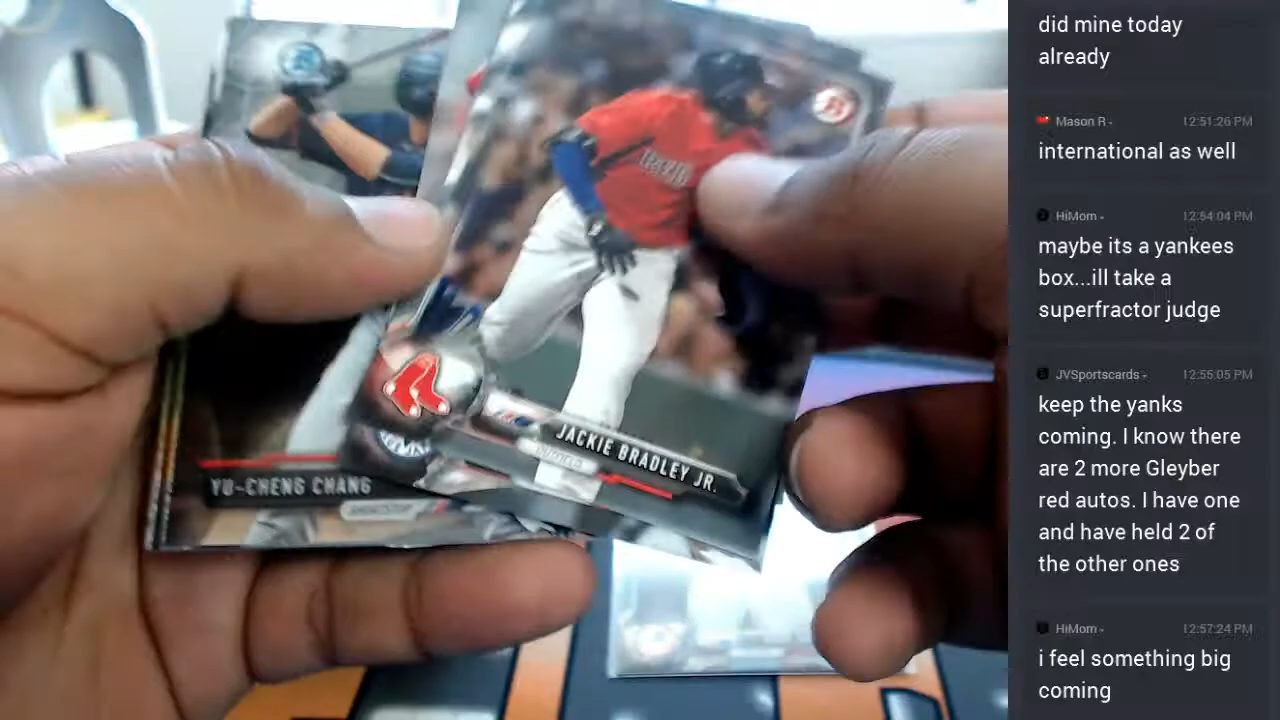 YU-CHENG CHANG
JACKIE BRADLEY JR.
did mine today
already
Mason R-
12:51:26 PM
international as well
HiMom-
12:54:04 PM
maybe its a yankees
box...ill take a
superfractor judge
JVSportscards-
12:55:05 PM
keep the yanks
coming. I know there
are 2 more Gleyber
red autos. I have one
and have held 2 of
the other ones
HiMom-
12:57:24 PM
i feel something big
coming